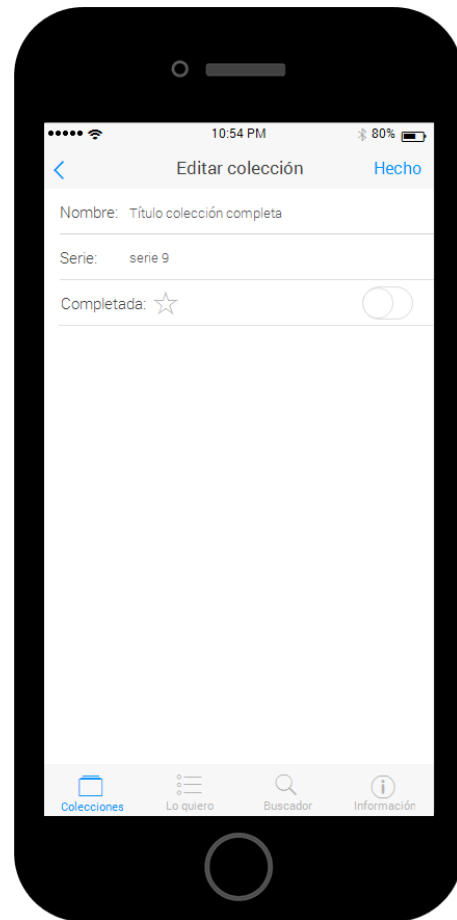 10:54 PM 80%
Editar colección Hecho
Nombre: Título colección completa
Serie: serie 9
Completada:
Colecciones Lo quiero Buscador Información